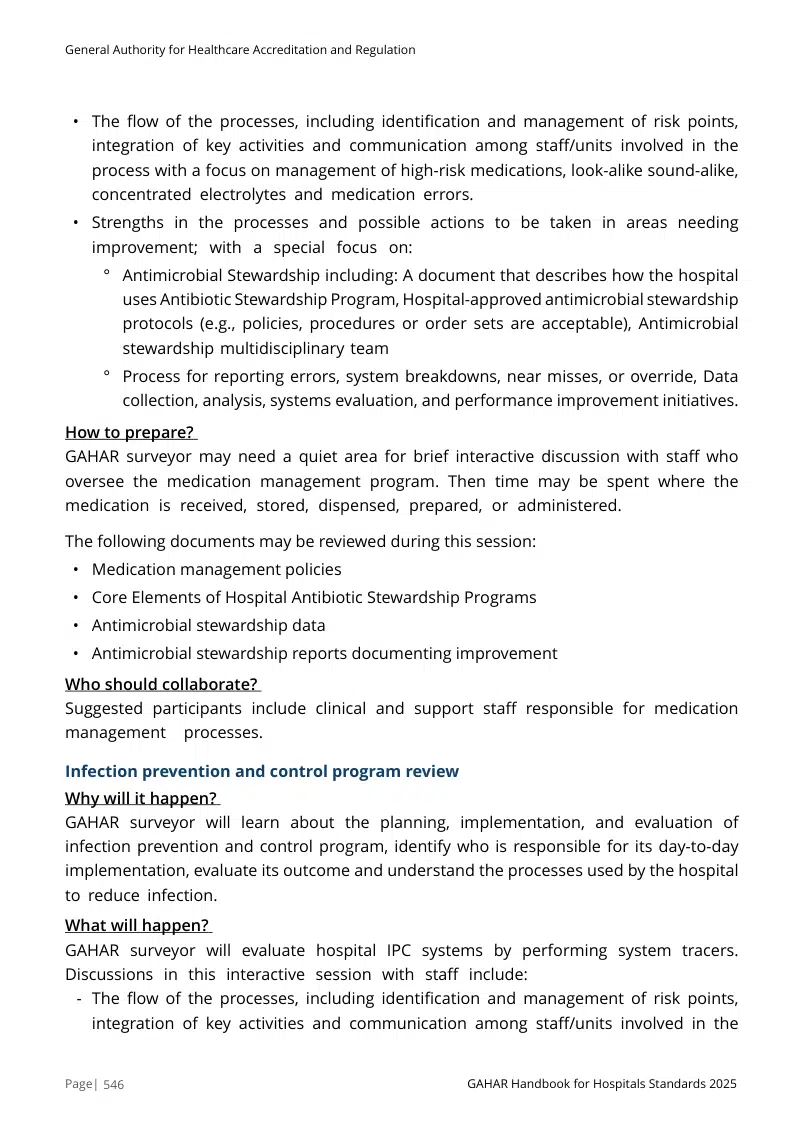 General Authority for Healthcare Accreditation and Regulation
• The flow of the processes, including identification and management of risk points,
integration of key activities and communication among staff/units involved in the
process with a focus on management of high-risk medications, look-alike sound-alike,
concentrated electrolytes and medication errors.
• Strengths in the processes and possible actions to be taken in areas needing
improvement; with a special focus on:
° Antimicrobial Stewardship including: A document that describes how the hospital
uses Antibiotic Stewardship Program, Hospital-approved antimicrobial stewardship
protocols (e.g., policies, procedures or order sets are acceptable), Antimicrobial
stewardship multidisciplinary team
° Process for reporting errors, system breakdowns, near misses, or override, Data
collection, analysis, systems evaluation, and performance improvement initiatives.
How to prepare?
GAHAR surveyor may need a quiet area for brief interactive discussion with staff who
oversee the medication management program. Then time may be spent where the
medication is received, stored, dispensed, prepared, or administered.
The following documents may be reviewed during this session:
• Medication management policies
• Core Elements of Hospital Antibiotic Stewardship Programs
• Antimicrobial stewardship data
• Antimicrobial stewardship reports documenting improvement
Who should collaborate?
Suggested participants include clinical and support staff responsible for medication
management processes.
Infection prevention and control program review
Why will it happen?
GAHAR surveyor will learn about the planning, implementation, and evaluation of
infection prevention and control program, identify who is responsible for its day-to-day
implementation, evaluate its outcome and understand the processes used by the hospital
to reduce infection.
What will happen?
GAHAR surveyor will evaluate hospital IPC systems by performing system tracers.
Discussions in this interactive session with staff include:
- The flow of the processes, including identification and management of risk points,
integration of key activities and communication among staff/units involved in the
Page| 546 GAHAR Handbook for Hospitals Standards 2025